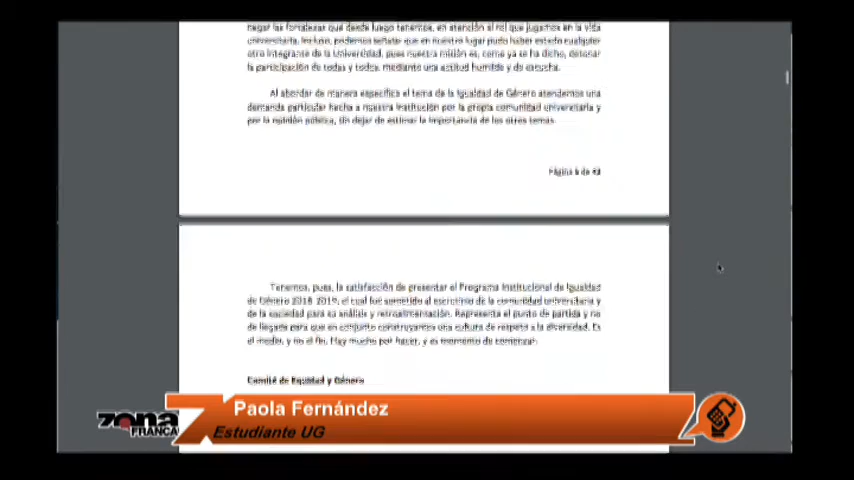 negar las fortalezas que desde luego tenemos, en atención al rol que jugamos en la vida
universitaria. Incluso, podemos señalar que en nuestro lugar pudo haber estado cualquier
otro integrante de la Universidad, pues nuestra misión es, como ya se ha dicho, detonar
la participación de todas y todos, mediante una actitud humilde y de escucha.
Al abordar de manera específica el tema de la Igualdad de Género atendemos una
demanda particular hecha a nuestra institución por la propia comunidad universitaria y
por la opinión pública, sin dejar de estimar la importancia de los otros temas.
Página 6 de 43
Tenemos, pues, la satisfacción de presentar el Programa Institucional de Igualdad
de Género 2018-2019, el cual fue sometido al escrutinio de la comunidad universitaria y
de la sociedad para su análisis y retroalimentación. Representa el punto de partida y no
de llegada para que en conjunto construyamos una cultura de respeto a la diversidad. Es
el medio, y no el fin. Hay mucho por hacer, y es momento de comenzar.
Comité de Equidad y Género
Paola Fernández
zona
FRANCA
Estudiante UG